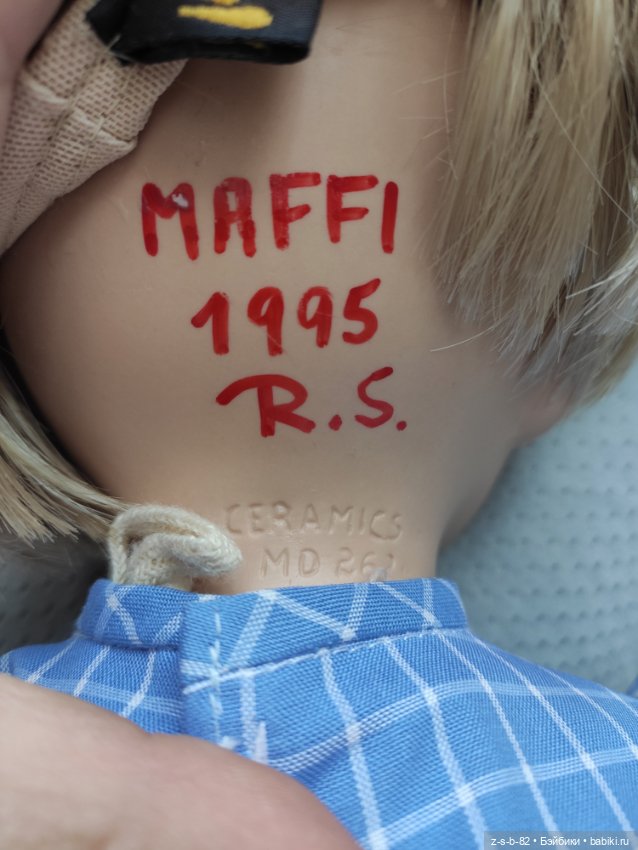 MAFFI
1995
R.S.
CERAMICS
MD
z-s-b-82 • Бэйбики • babiki.ru